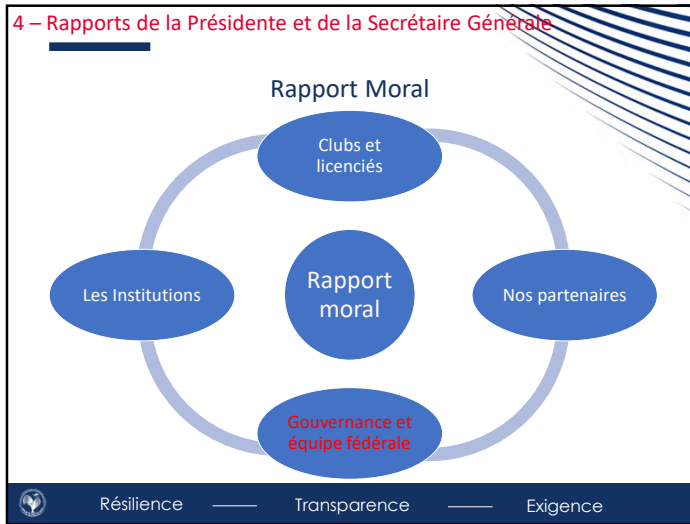 4 – Rapports de la Présidente et de la Secrétaire Générale
Rapport Moral
Clubs et
licenciés
Les Institutions
Rapport
moral
Nos partenaires
Gouvernance et
équipe fédérale
Résilience
Transparence
Exigence